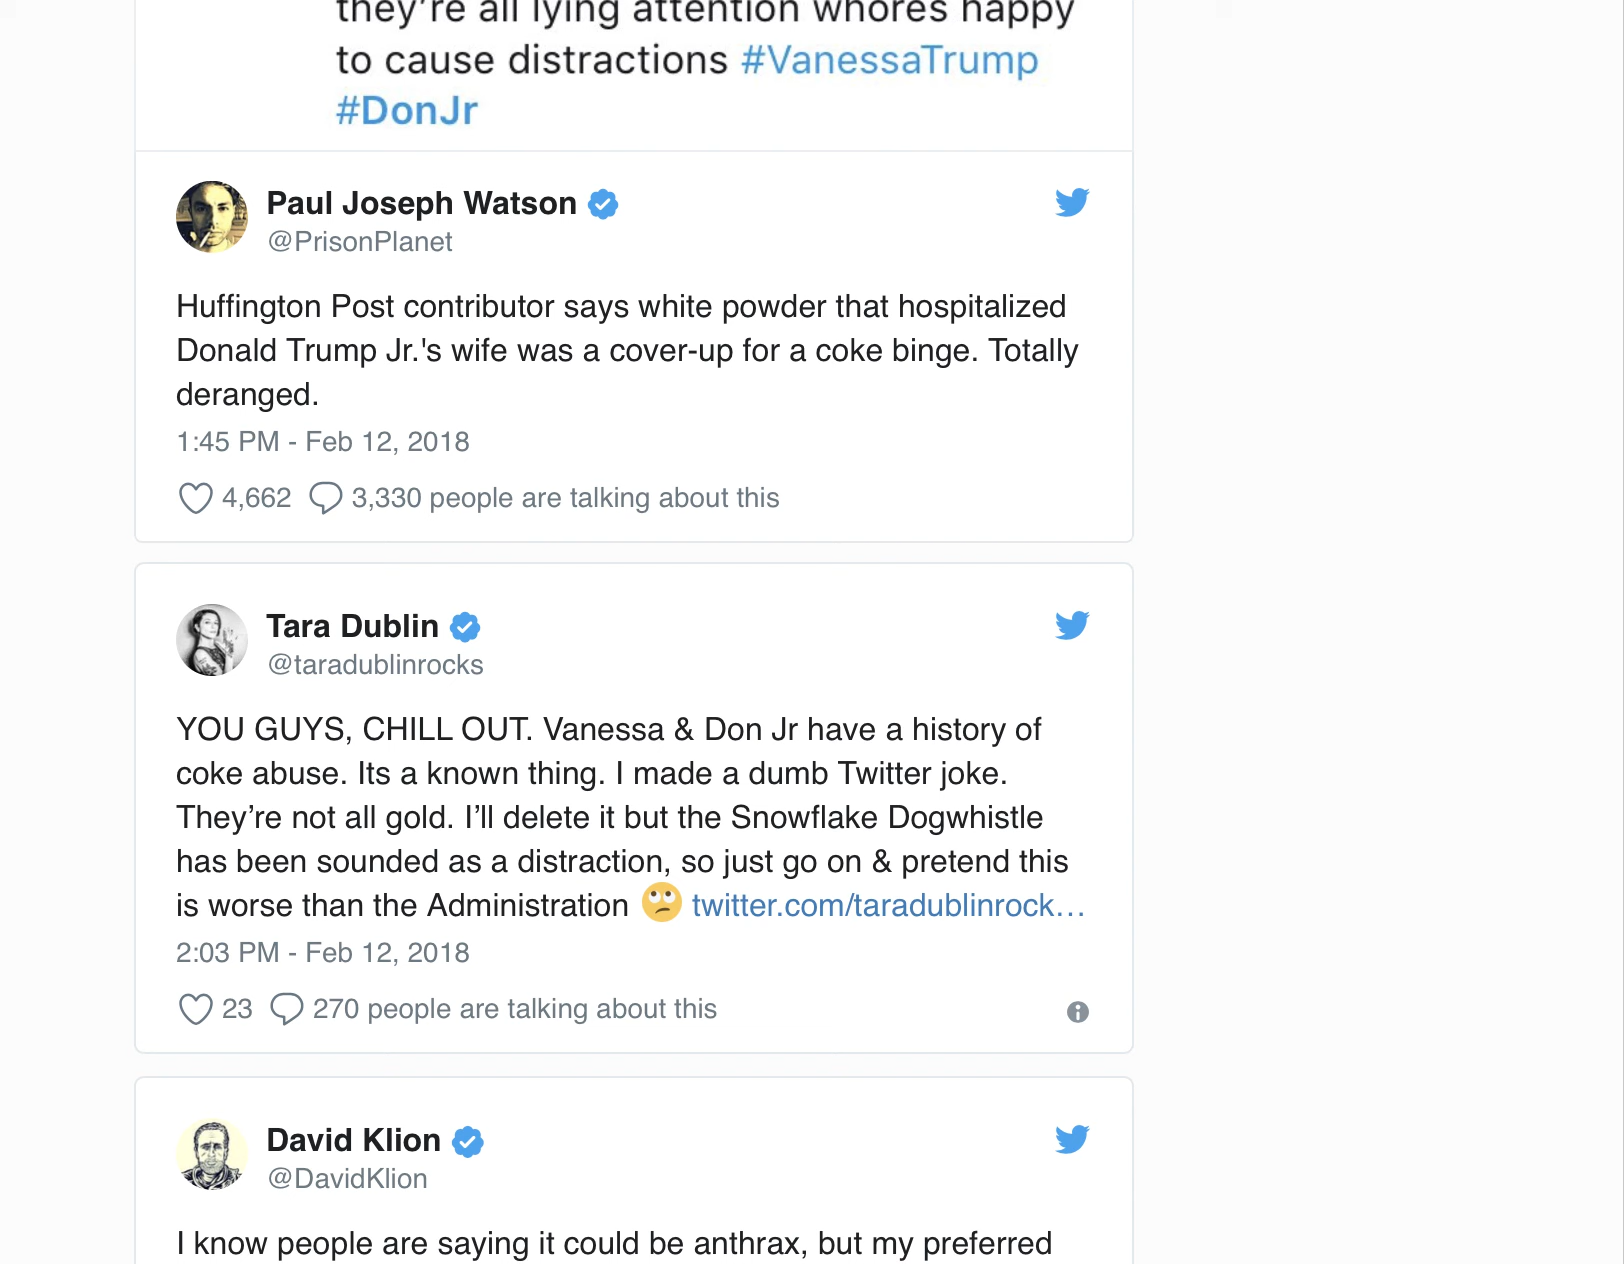 they're all lying attention whores happy
to cause distractions #VanessaTrump
#DonJr
Paul Joseph Watson
@PrisonPlanet
Huffington Post contributor says white powder that hospitalized
Donald Trump Jr.'s wife was a cover-up for a coke binge. Totally
deranged.
1:45 PM - Feb 12, 2018
4,662 3,330 people are talking about this
Tara Dublin
@taradublinrocks
YOU GUYS, CHILL OUT. Vanessa & Don Jr have a history of
coke abuse. Its a known thing. I made a dumb Twitter joke.
They’re not all gold. I’ll delete it but the Snowflake Dogwhistle
has been sounded as a distraction, so just go on & pretend this
is worse than the Administration 🙄 twitter.com/taradublinrock…
2:03 PM - Feb 12, 2018
23 270 people are talking about this
David Klion
@DavidKlion
I know people are saying it could be anthrax, but my preferred